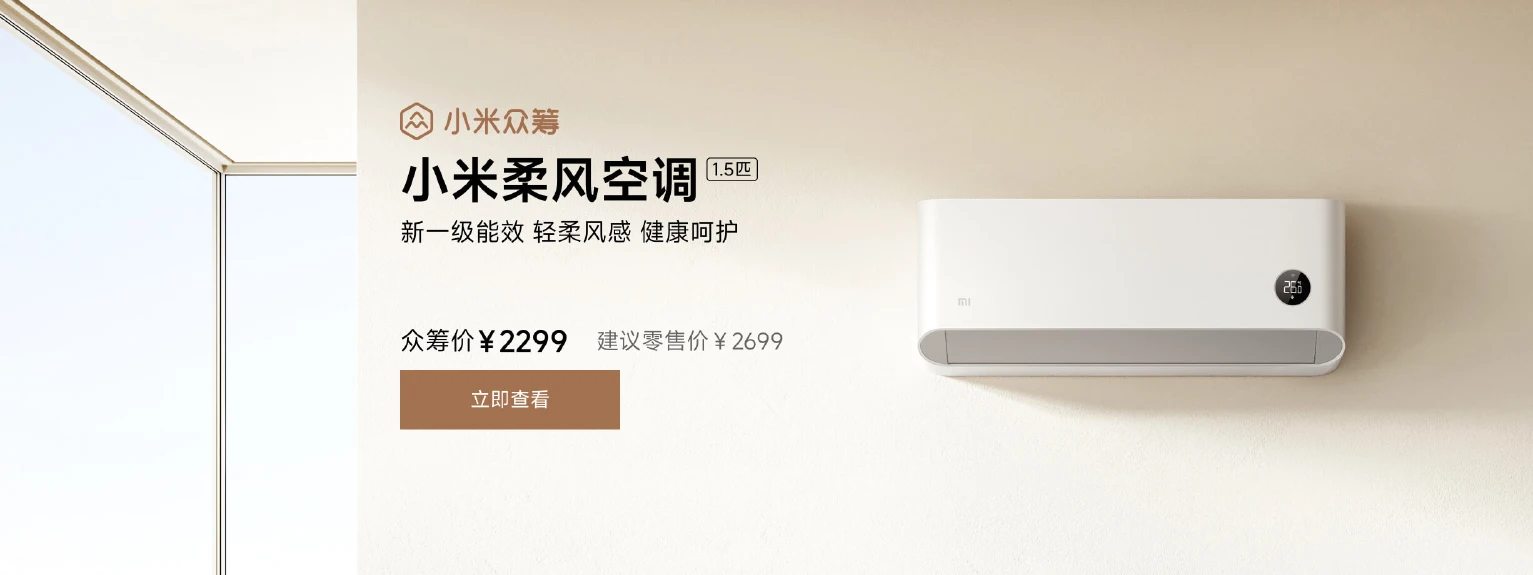 小米众筹
小米柔风空调 1.5匹
新一级能效 轻柔风感 健康呵护
众筹价¥2299 建议零售价¥2699
立即查看
mi
26